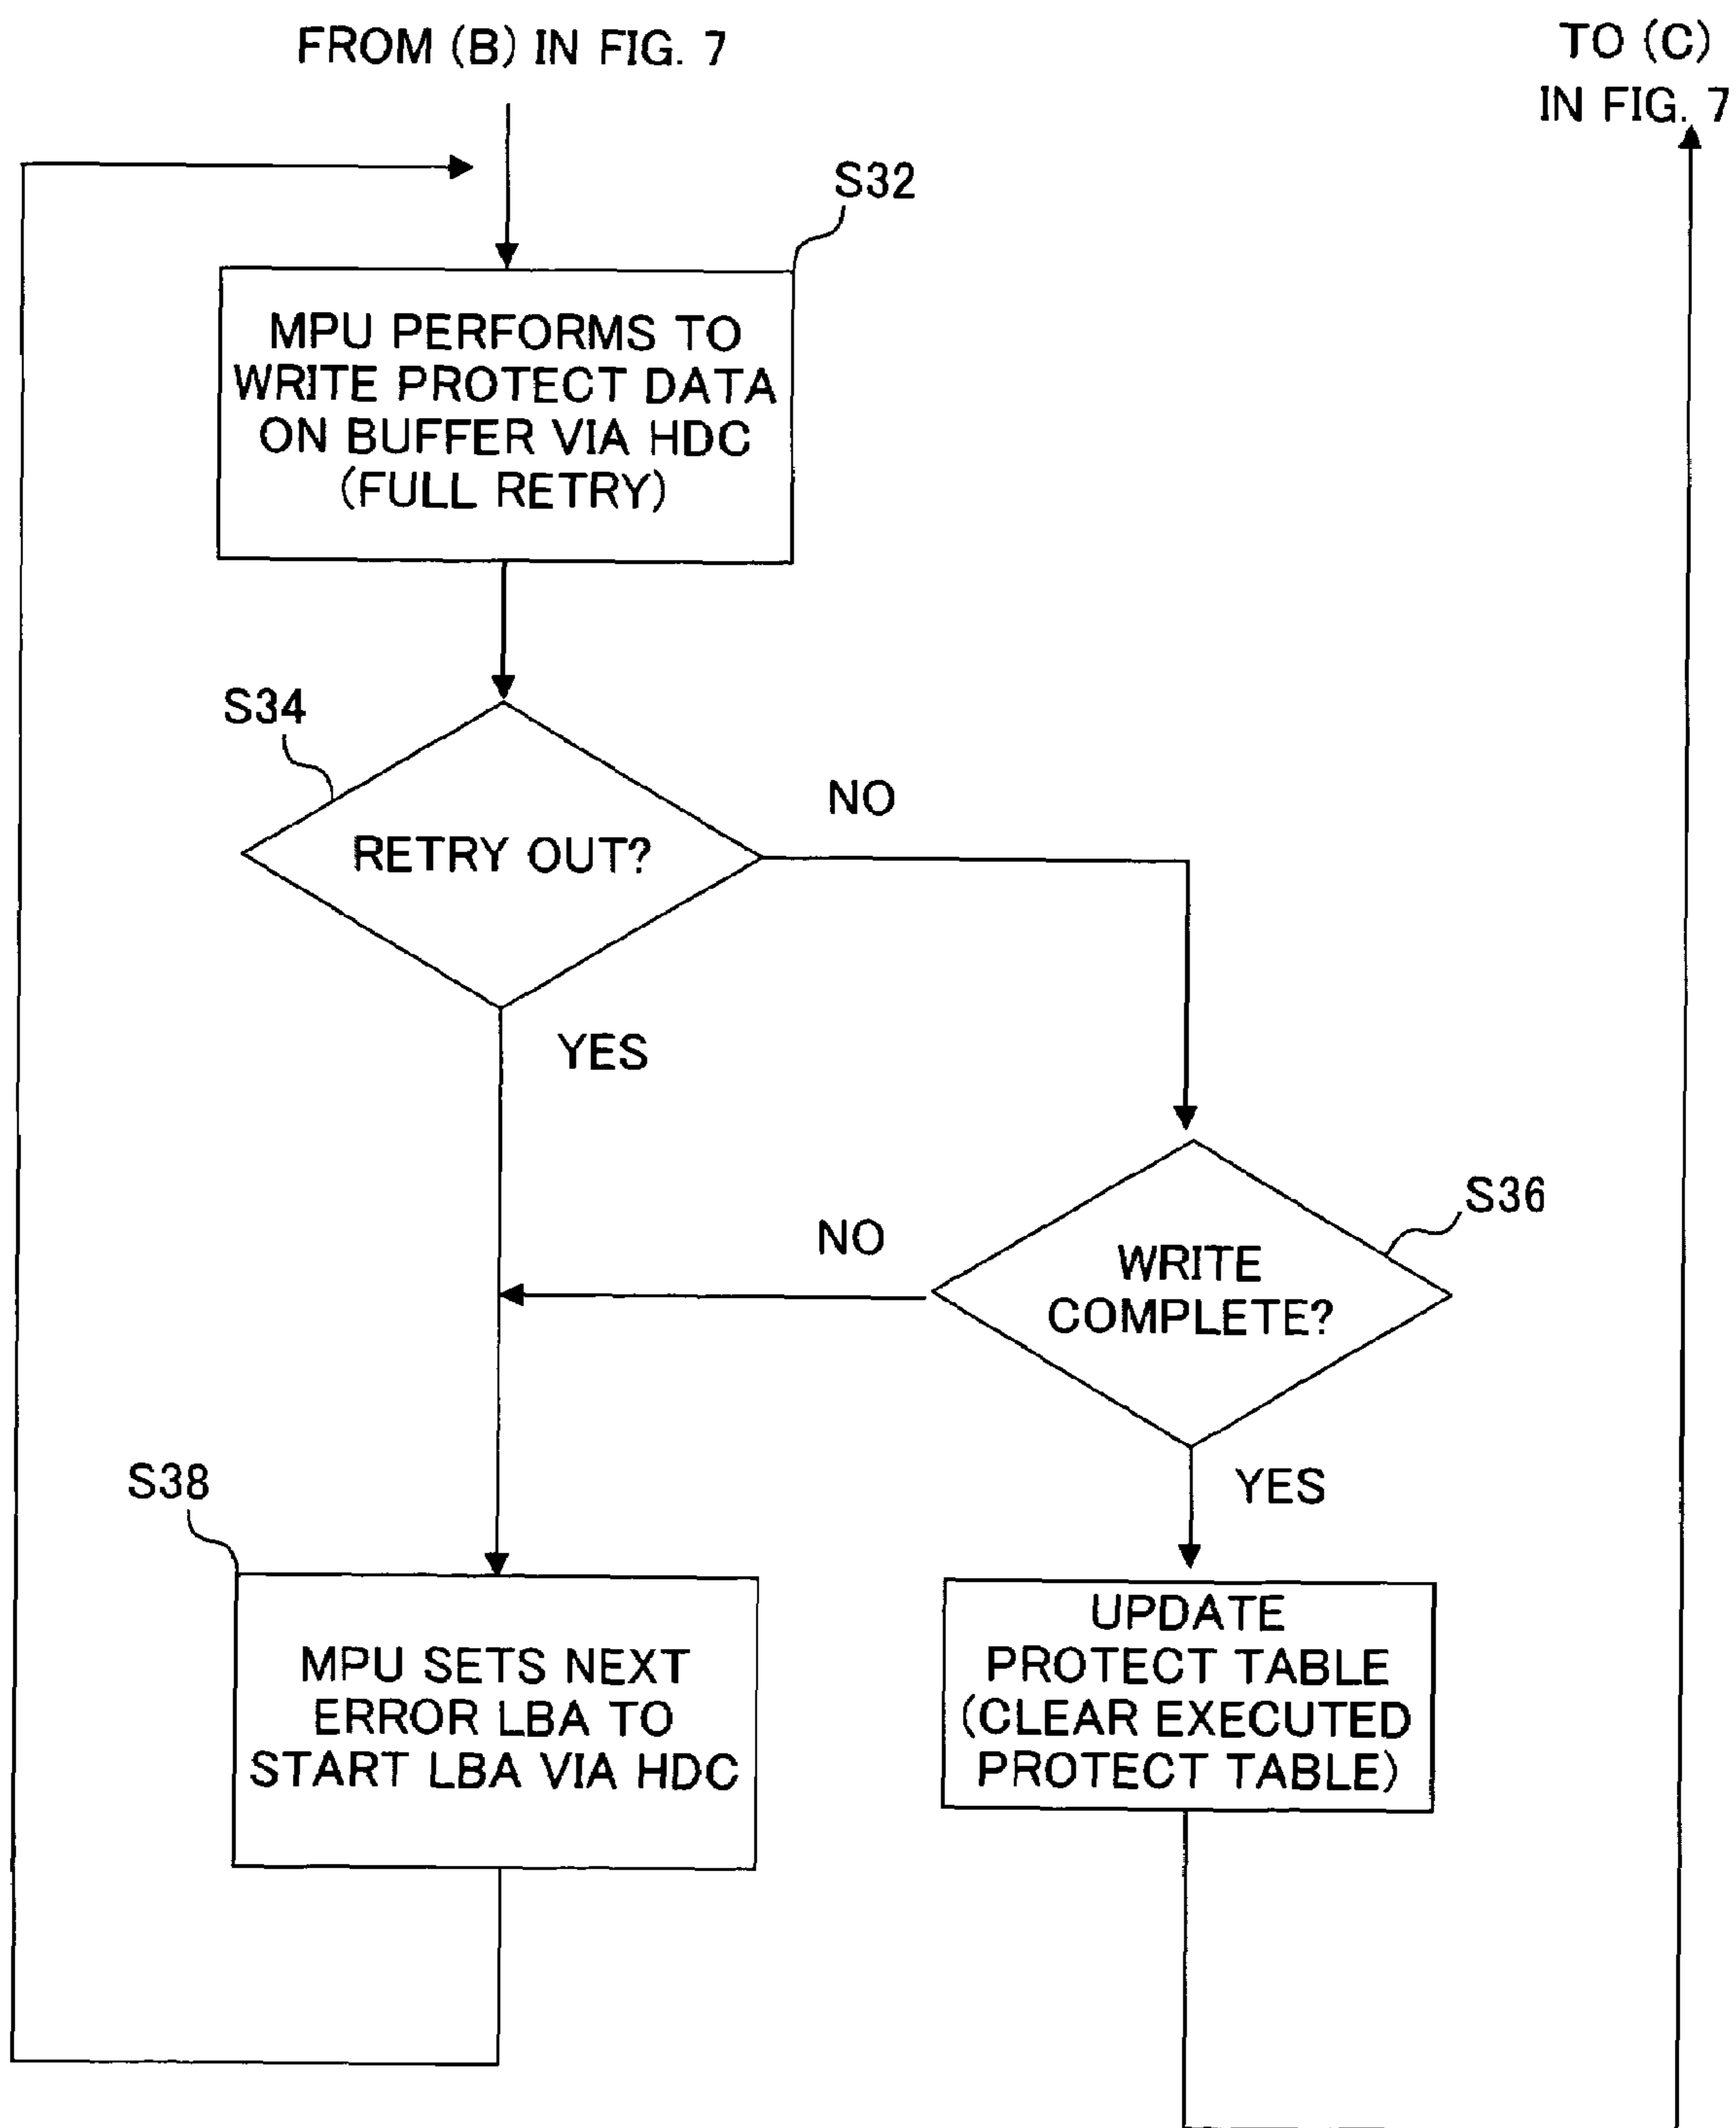 FROM (B) IN FIG. 7
TO (C)
IN FIG. 7
S32
MPU PERFORMS TO
WRITE PROTECT DATA
ON BUFFER VIA HDC
(FULL RETRY)
S34
RETRY OUT?
NO
YES
S36
WRITE
COMPLETE?
NO
YES
S38
MPU SETS NEXT
ERROR LBA TO
START LBA VIA HDC
UPDATE
PROTECT TABLE
(CLEAR EXECUTED
PROTECT TABLE)